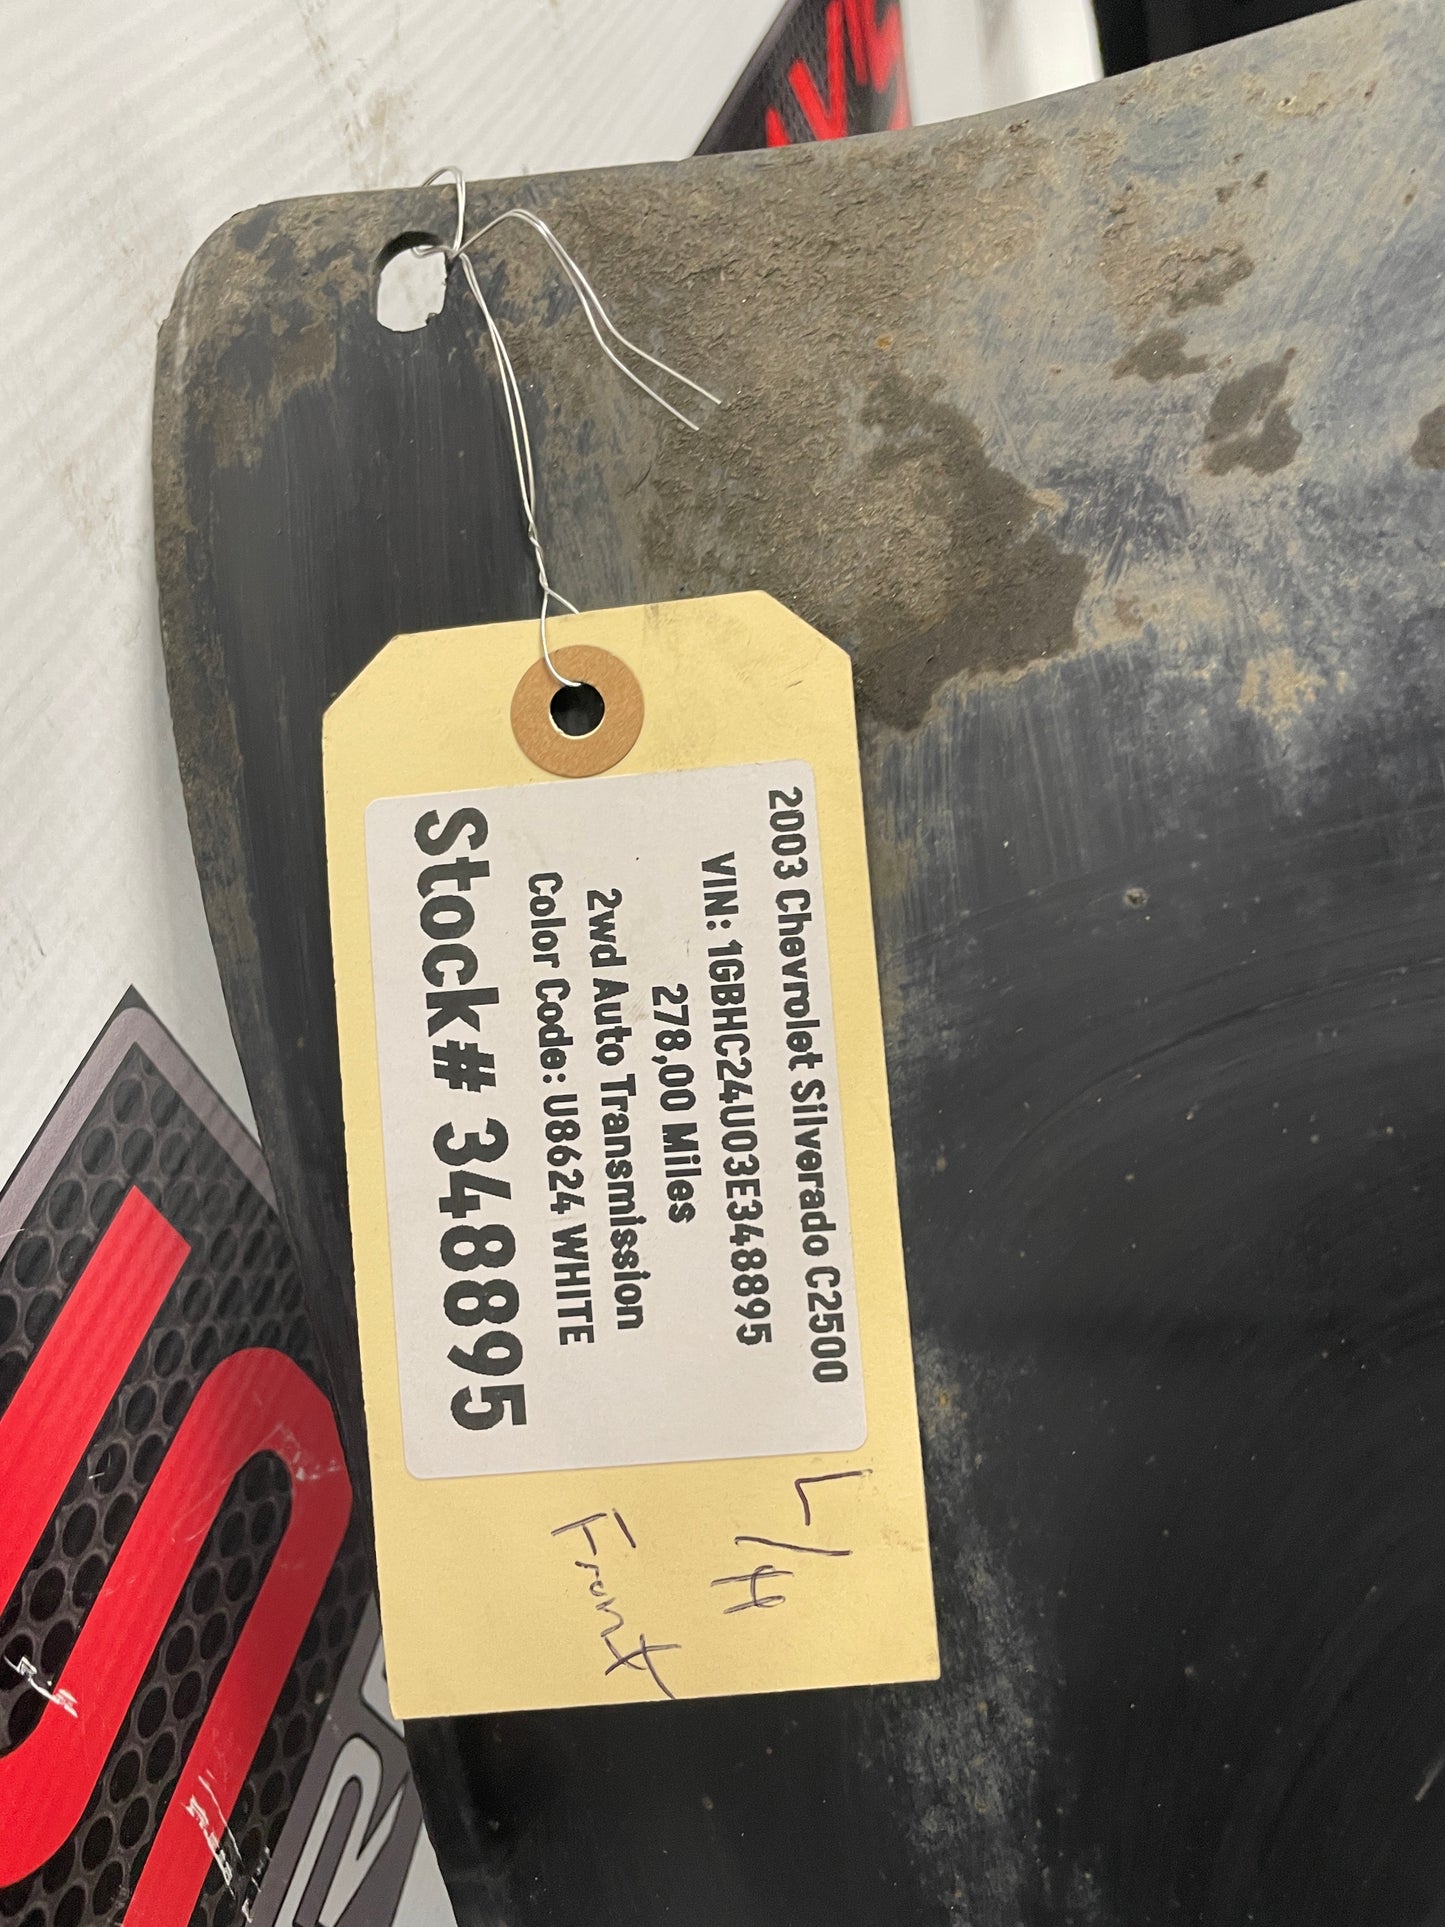 2003 Chevrolet Silverado C2500
VIN: 1GBHC24U03E348895
278,00 Miles
2wd Auto Transmission
Color Code: U8624 WHITE
Stock# 348895
L/H
Front